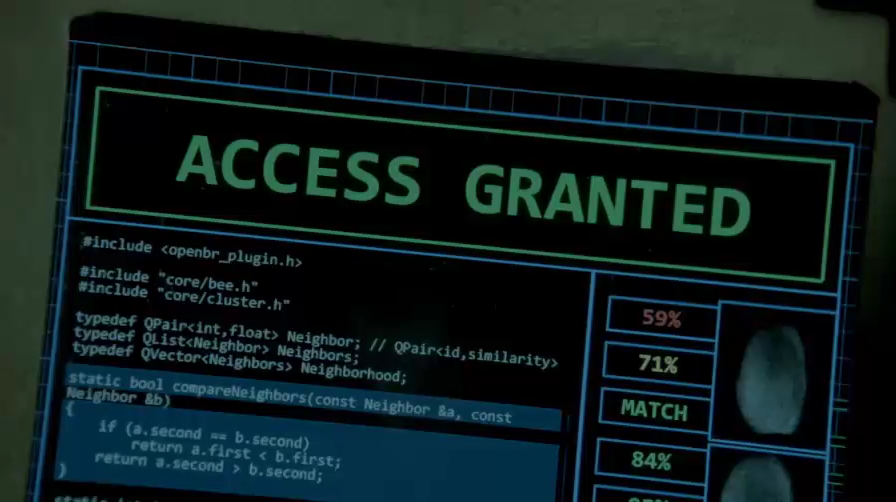 ACCESS GRANTED
#include <openbr_plugin.h>
#include "core/bee.h"
#include "core/cluster.h"
typedef QPair<int,float> Neighbor; // QPair<id,similarity>
typedef QList<Neighbor> Neighbors;
typedef QVector<Neighbors> Neighborhood;
static bool compareNeighbors(const Neighbor &a, const
Neighbor &b)
{
if (a.second == b.second)
return a.first < b.first;
return a.second > b.second;
}
59%
71%
MATCH
84%